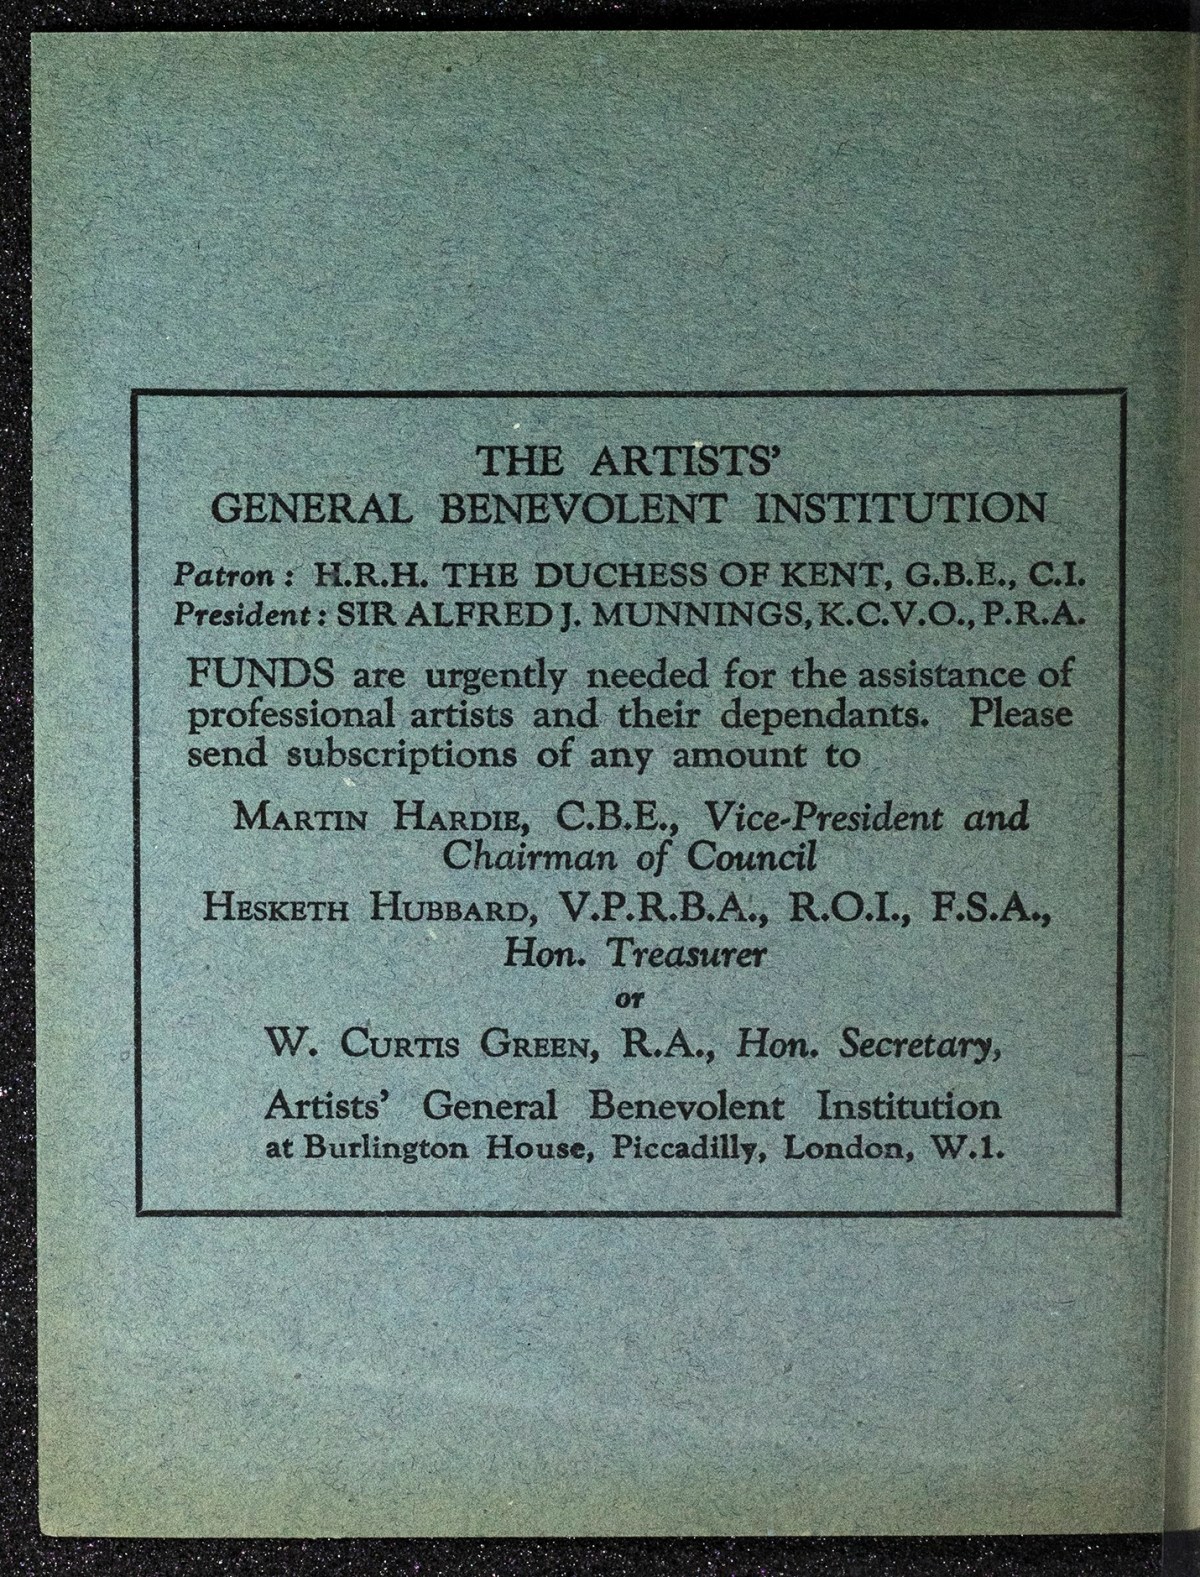 THE ARTISTS'
GENERAL BENEVOLENT INSTITUTION
Patron : H.R.H. THE DUCHESS OF KENT, G.B.E., C.I.
President : SIR ALFRED J. MUNNINGS, K.C.V.O., P.R.A.
FUNDS are urgently needed for the assistance of
professional artists and their dependants. Please
send subscriptions of any amount to
MARTIN HARDIE, C.B.E., Vice-President and
Chairman of Council
HESKETH HUBBARD, V.P.R.B.A., R.O.I., F.S.A.,
Hon. Treasurer
or
W. CURTIS GREEN, R.A., Hon. Secretary,
Artists' General Benevolent Institution
at Burlington House, Piccadilly, London, W.1.